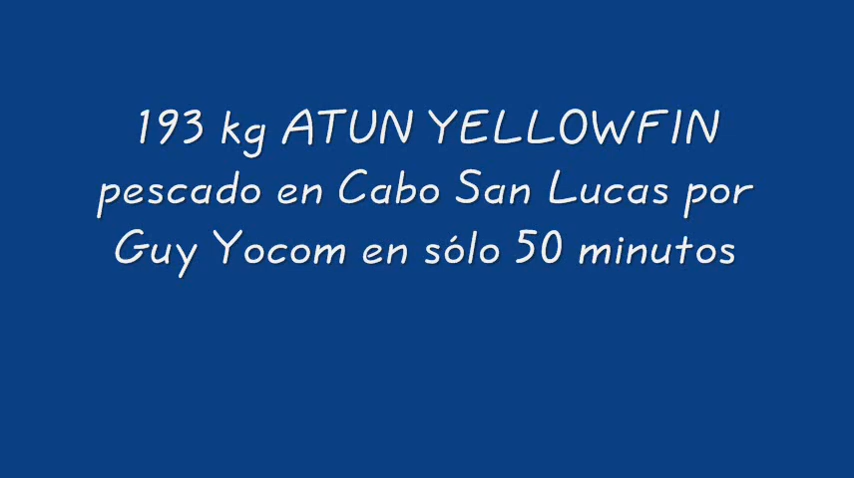 193 kg ATUN YELLOWFIN
pescado en Cabo San Lucas por
Guy Yocom en sólo 50 minutos